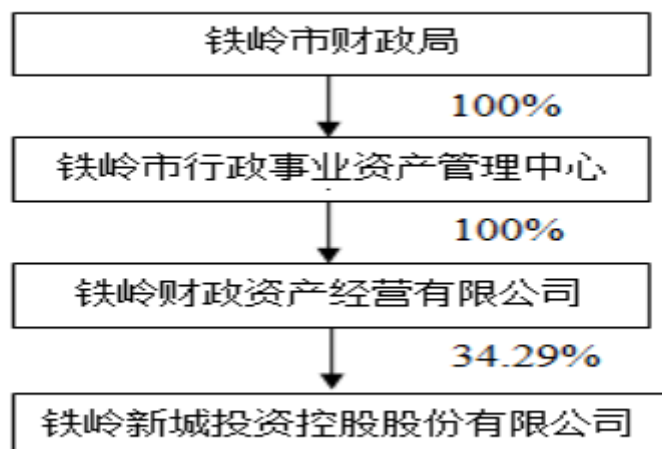 铁岭市财政局
100%
铁岭市行政事业资产管理中心
100%
铁岭财政资产经营有限公司
34.29%
铁岭新城投资控股股份有限公司